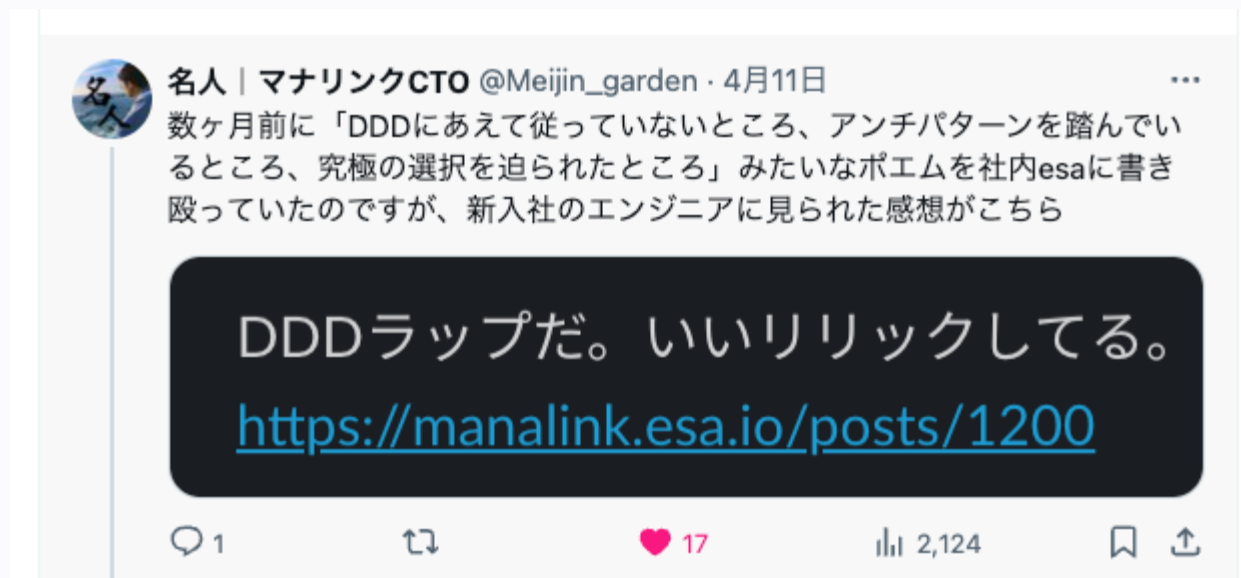 名人｜マナリンクCTO @Meijin_garden · 4月11日
数ヶ月前に「DDDにあえて従っていないところ、アンチパターンを踏んでい
るところ、究極の選択を迫られたところ」みたいなポエムを社内esaに書き
殴っていたのですが、新入社のエンジニアに見られた感想がこちら
DDDラップだ。いいリリックしてる。
https://manalink.esa.io/posts/1200
1 17 2,124
名人